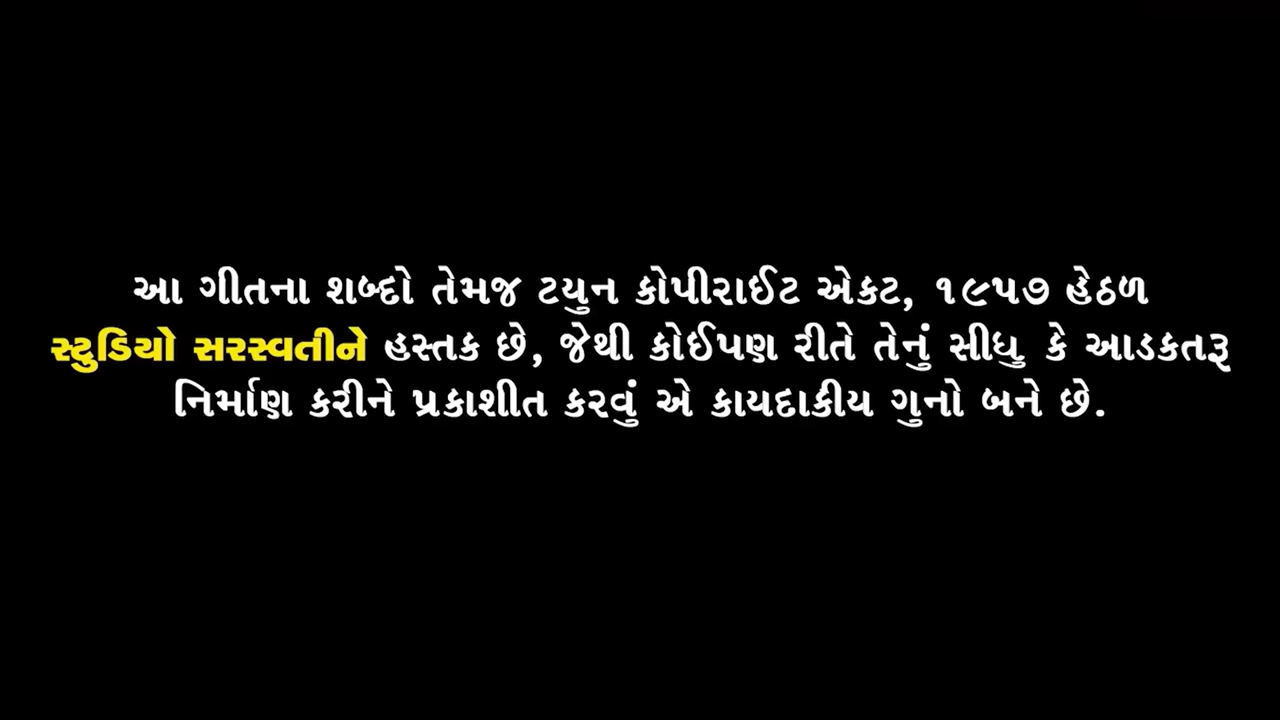 આ ગીતના શબ્દો તેમજ ટયુન કોપીરાઈટ એકટ, ૧૯૫૭ હેઠળ
સ્ટુડિયો સરસ્વતીને હસ્તક છે, જેથી કોઈપણ રીતે તેનું સીધુ કે આડકતરૂ
નિર્માણ કરીને પ્રકાશીત કરવું એ કાયદાકીય ગુનો બને છે.